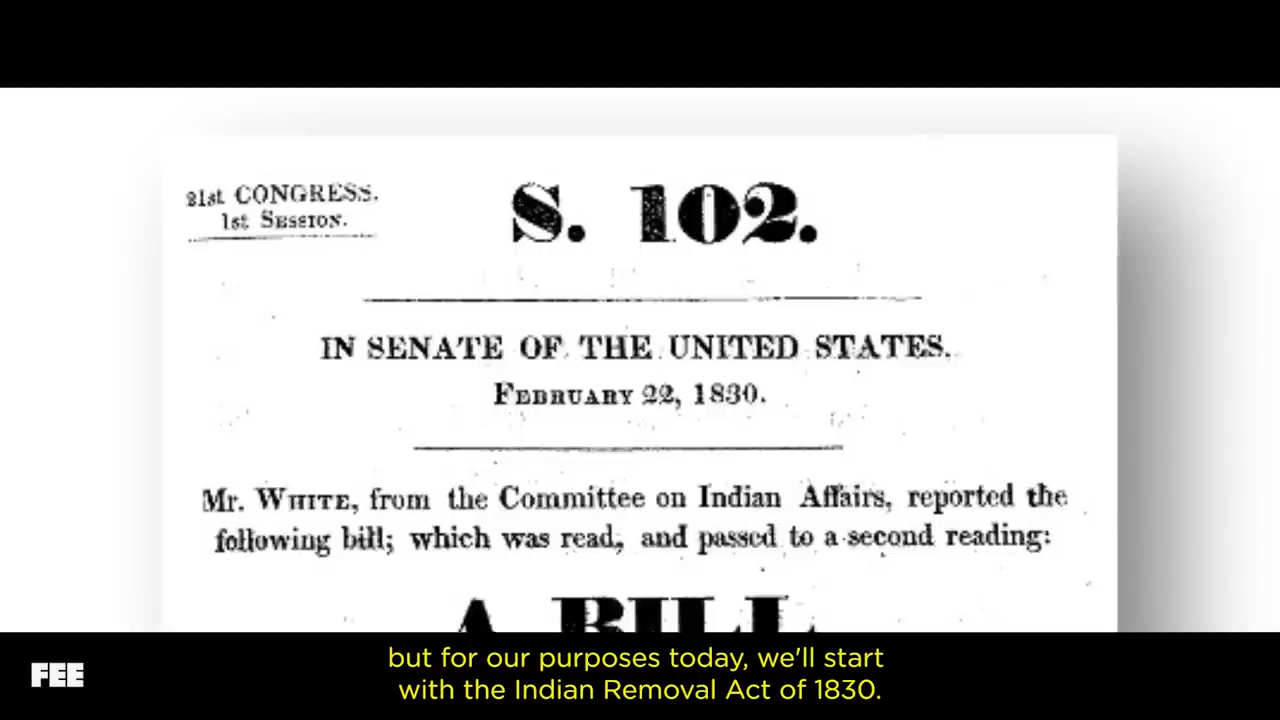 21st CONGRESS.
1st SESSION.
S. 102.
IN SENATE OF THE UNITED STATES.
FEBRUARY 22, 1830.
Mr. WHITE, from the Committee on Indian Affairs, reported the
following bill; which was read, and passed to a second reading:
A BILL
but for our purposes today, we'll start
with the Indian Removal Act of 1830.
FEE